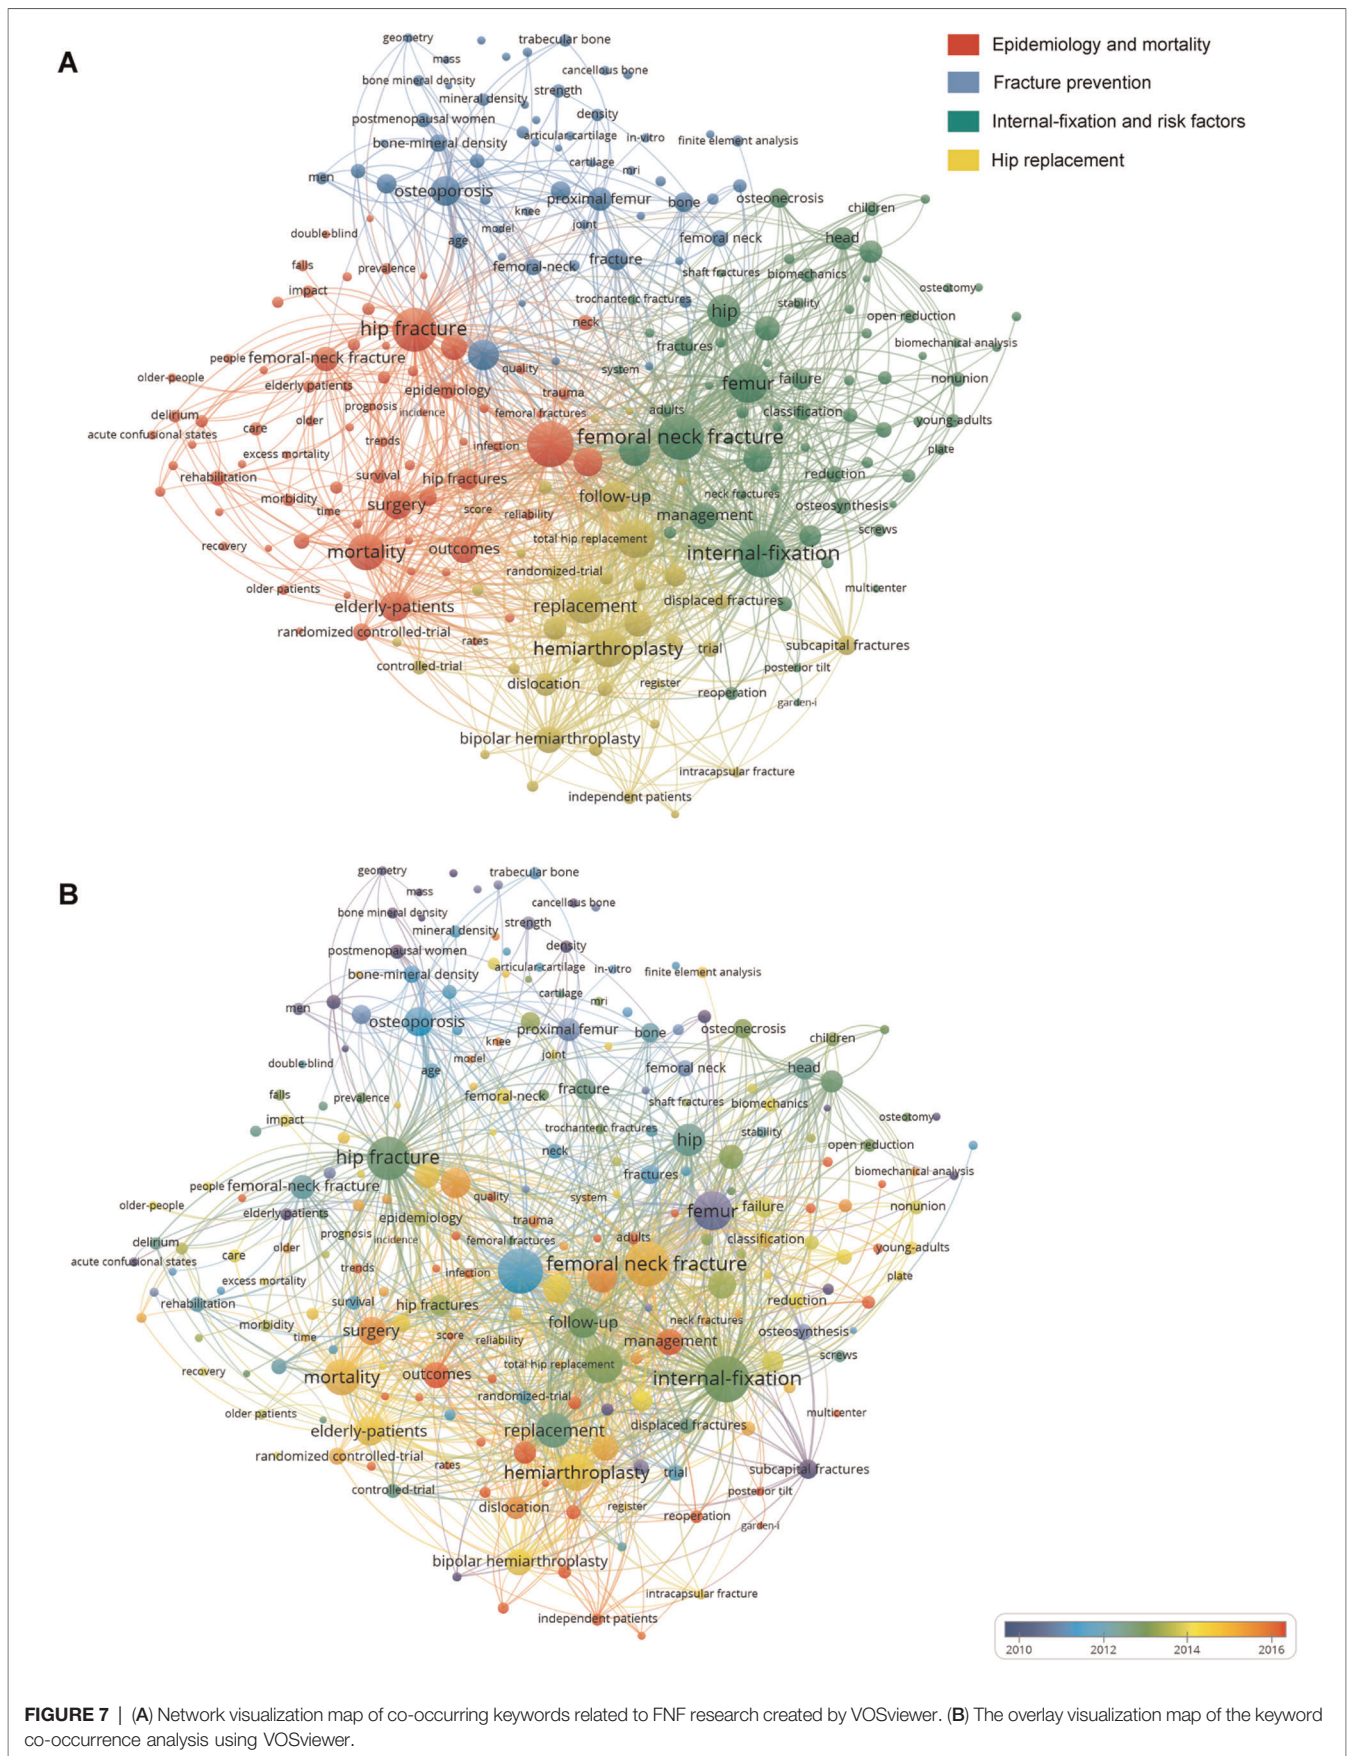 A
Epidemiology and mortality
Fracture prevention
Internal-fixation and risk factors
Hip replacement
geometry
trabecular bone
mass
cancellous bone
bone mineral density
strength
mineral density
density
postmenopausal women
articular-cartilage
in-vitro
finite element analysis
bone-mineral density
cartilage
mri
men
osteoporosis
proximal femur
bone
osteonecrosis
knee
children
model
joint
double-blind
age
femoral neck
head
falls
prevalence
femoral-neck
fracture
shaft fractures
biomechanics
impact
trochanteric fractures
stability
osteotomy
hip
open reduction
neck
hip fracture
fractures
biomechanical analysis
people
femoral-neck fracture
quality
system
older-people
elderly patients
epidemiology
trauma
femur
failure
nonunion
prognosis
incidence
femoral fractures
adults
classification
delirium
older
young-adults
acute confusional states
care
trends
infection
femoral neck fracture
plate
excess mortality
rehabilitation
survival
hip fractures
reduction
morbidity
follow-up
neck fractures
time
surgery
score
reliability
management
osteosynthesis
screws
recovery
mortality
outcomes
total hip replacement
internal-fixation
randomized-trial
older patients
multicenter
elderly-patients
replacement
displaced fractures
randomized controlled-trial
rates
hemiarthroplasty
trial
subcapital fractures
controlled-trial
posterior tilt
dislocation
register
reoperation
garden-i
bipolar hemiarthroplasty
intracapsular fracture
independent patients
B
geometry
trabecular bone
mass
cancellous bone
bone mineral density
strength
mineral density
density
postmenopausal women
articular-cartilage
in-vitro
finite element analysis
bone-mineral density
cartilage
mri
men
osteoporosis
proximal femur
bone
osteonecrosis
knee
children
model
joint
double-blind
age
femoral neck
head
falls
prevalence
femoral-neck
fracture
shaft fractures
biomechanics
impact
trochanteric fractures
stability
osteotomy
hip
open reduction
neck
hip fracture
fractures
biomechanical analysis
people
femoral-neck fracture
quality
system
older-people
elderly patients
epidemiology
trauma
femur
failure
nonunion
prognosis
incidence
femoral fractures
adults
classification
delirium
older
young-adults
acute confusional states
care
trends
infection
femoral neck fracture
plate
excess mortality
rehabilitation
survival
hip fractures
reduction
morbidity
follow-up
neck fractures
time
surgery
score
reliability
management
osteosynthesis
screws
recovery
mortality
outcomes
total hip replacement
internal-fixation
randomized-trial
older patients
multicenter
elderly-patients
replacement
displaced fractures
randomized controlled-trial
rates
hemiarthroplasty
trial
subcapital fractures
controlled-trial
posterior tilt
dislocation
register
reoperation
garden-i
bipolar hemiarthroplasty
intracapsular fracture
independent patients
2010 2012 2014 2016
FIGURE 7 | (A) Network visualization map of co-occurring keywords related to FNF research created by VOSviewer. (B) The overlay visualization map of the keyword
co-occurrence analysis using VOSviewer.